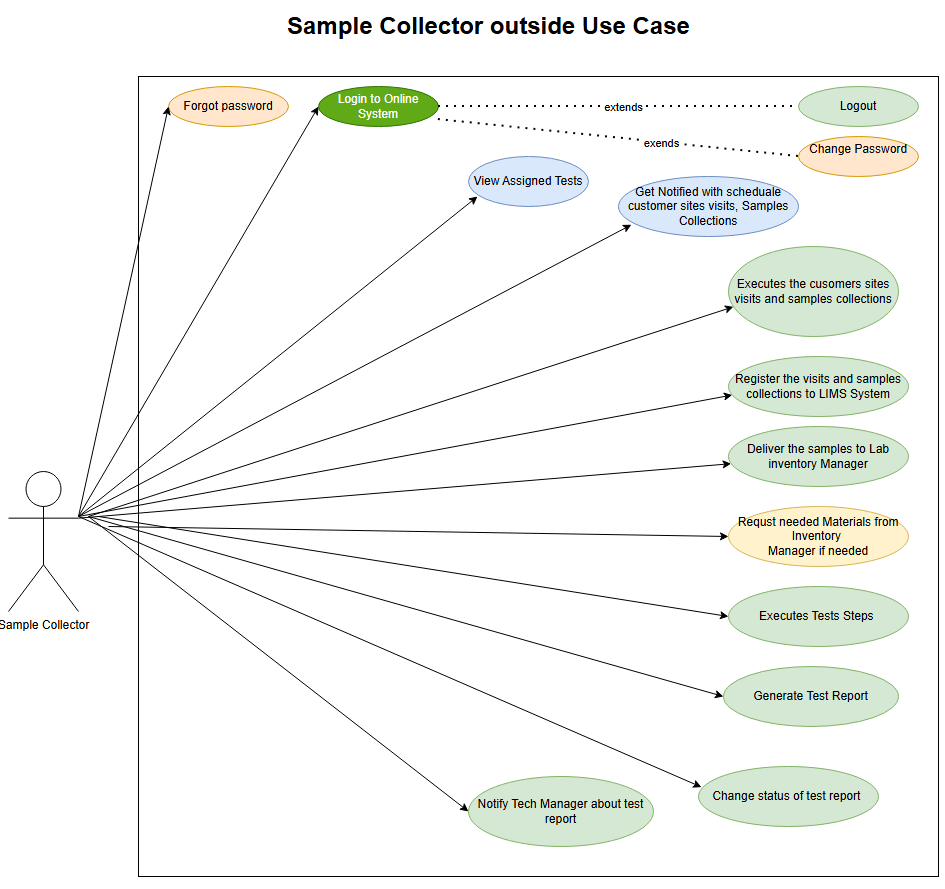 Sample Collector outside Use Case
Forgot password
Login to Online
System
extends
Logout
exends
Change Password
View Assigned Tests
Get Notified with scheduale
customer sites visits, Samples
Collections
Executes the cusomers sites
visits and samples collections
Register the visits and samples
collections to LIMS System
Deliver the samples to Lab
inventory Manager
Requst needed Materials from
Inventory
Manager if needed
Executes Tests Steps
Sample Collector
Generate Test Report
Change status of test report
Notify Tech Manager about test
report